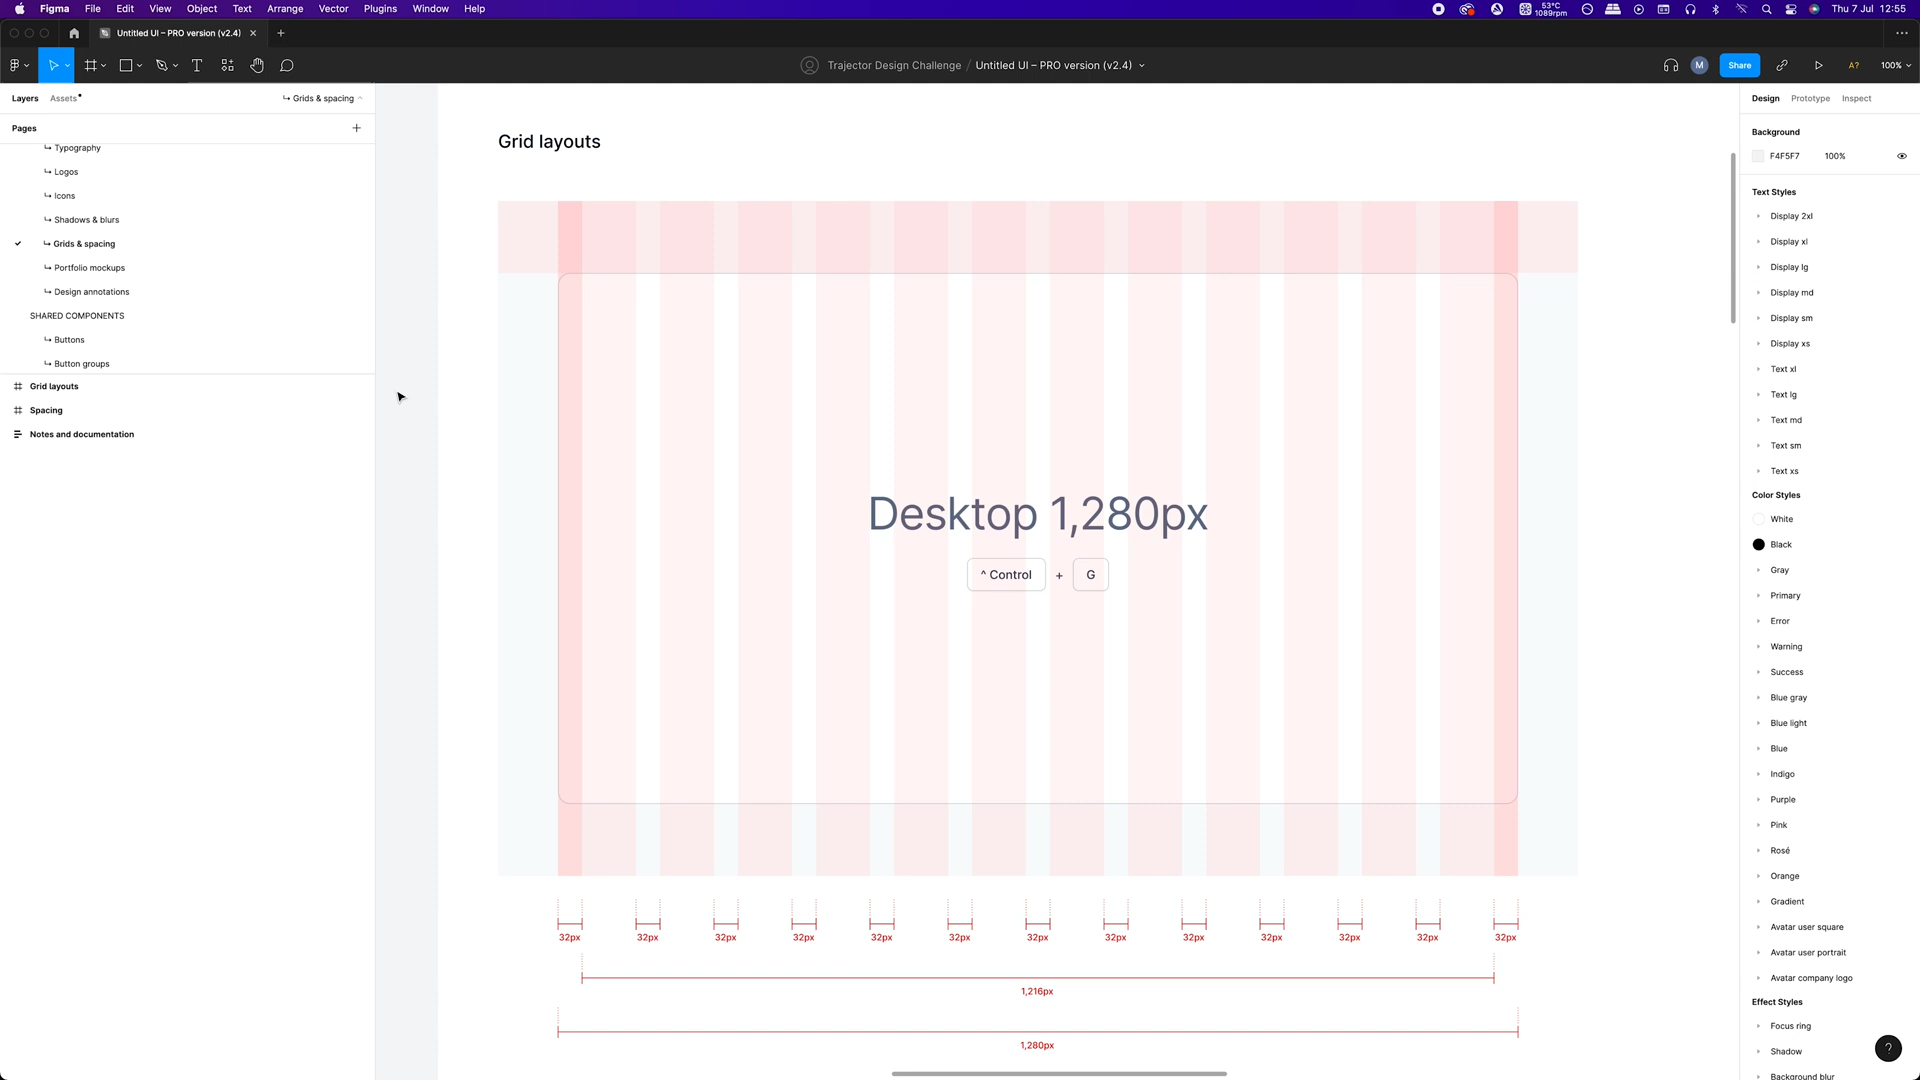 Figma File Edit View Object Text Arrange Vector Plugins Window Help
53°C
1089rpm
Thu 7 Jul 12:55
Untitled UI – PRO version (v2.4)
Trajector Design Challenge / Untitled UI – PRO version (v2.4)
M
Share
A?
100%
Layers
Assets
Grids & spacing
Pages
Typography
Logos
Icons
Shadows & blurs
Grids & spacing
Portfolio mockups
Design annotations
SHARED COMPONENTS
Buttons
Button groups
Grid layouts
Spacing
Notes and documentation
Grid layouts
Desktop 1,280px
^ Control + G
32px 32px 32px 32px 32px 32px 32px 32px 32px 32px 32px 32px 32px
1,216px
1,280px
Design Prototype Inspect
Background
F4F5F7 100%
Text Styles
Display 2xl
Display xl
Display lg
Display md
Display sm
Display xs
Text xl
Text lg
Text md
Text sm
Text xs
Color Styles
White
Black
Gray
Primary
Error
Warning
Success
Blue gray
Blue light
Blue
Indigo
Purple
Pink
Rosé
Orange
Gradient
Avatar user square
Avatar user portrait
Avatar company logo
Effect Styles
Focus ring
Shadow
Background blur
?